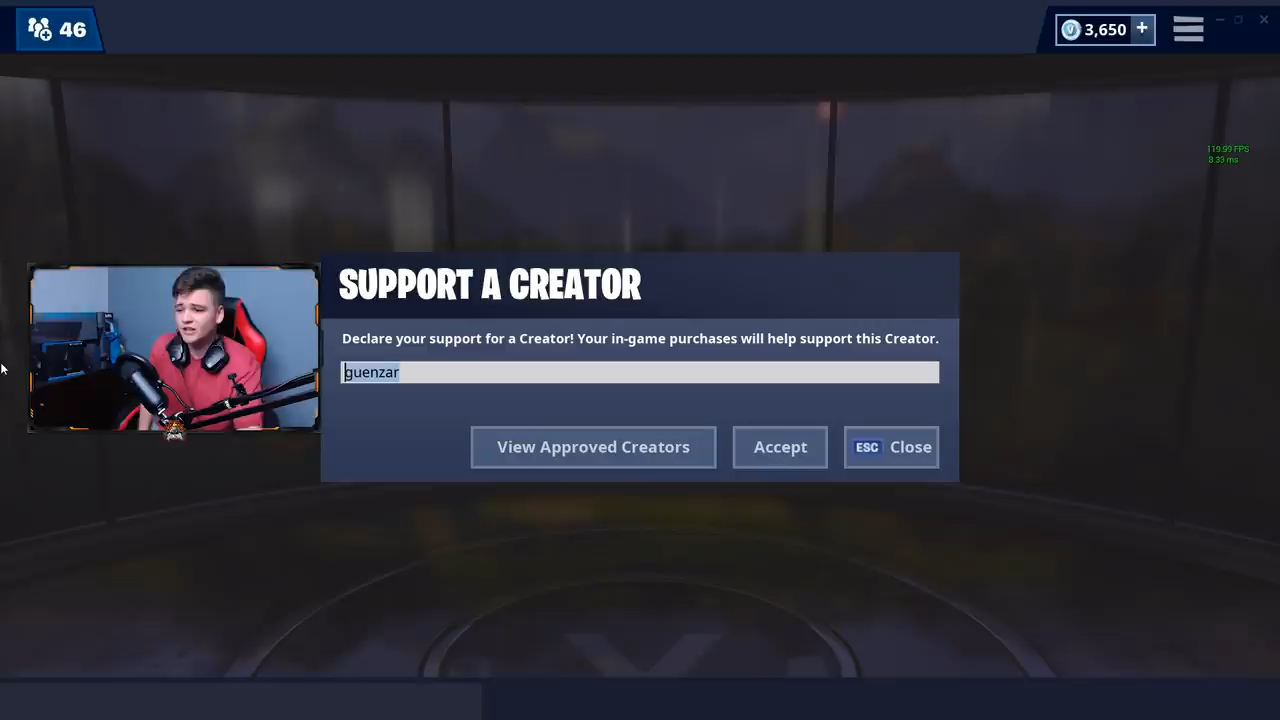 46
3,650 +
119.99 FPS
8.33 ms
SUPPORT A CREATOR
Declare your support for a Creator! Your in-game purchases will help support this Creator.
guenzar
View Approved Creators
Accept
ESC Close